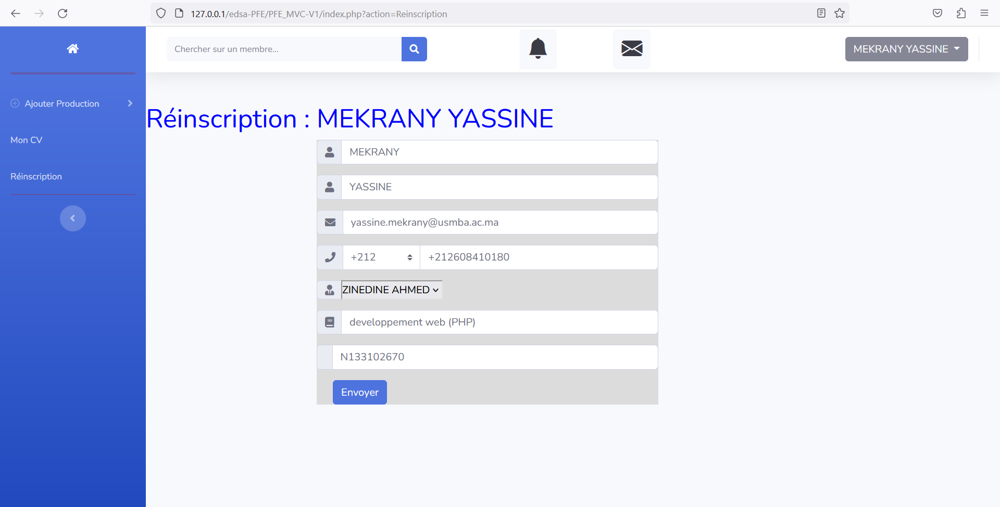 127.0.0.1/edsa-PFE/PFE_MVC-V1/index.php?action=Reinscription
Chercher sur un membre...
MEKRANY YASSINE
Ajouter Production
Mon CV
Réinscription
Réinscription : MEKRANY YASSINE
MEKRANY
YASSINE
yassine.mekrany@usmba.ac.ma
+212
+212608410180
ZINEDINE AHMED
developpement web (PHP)
N133102670
Envoyer